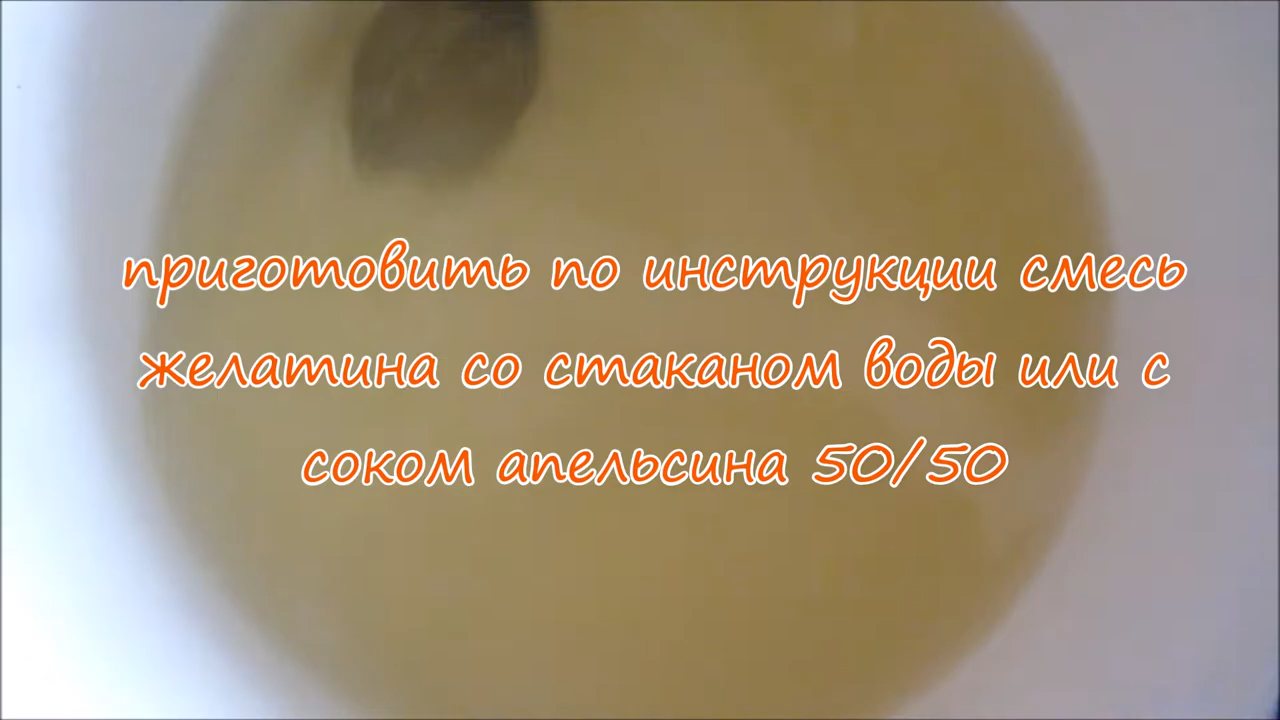 приготовить по инструкции смесь
желатина со стаканом воды или с
соком апельсина 50/50